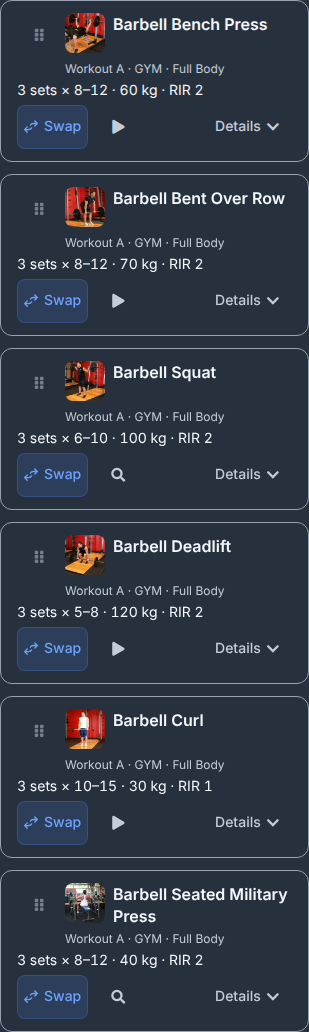 Barbell Bench Press
Workout A · GYM · Full Body
3 sets × 8–12 · 60 kg · RIR 2
Swap
Details
Barbell Bent Over Row
Workout A · GYM · Full Body
3 sets × 8–12 · 70 kg · RIR 2
Swap
Details
Barbell Squat
Workout A · GYM · Full Body
3 sets × 6–10 · 100 kg · RIR 2
Swap
Details
Barbell Deadlift
Workout A · GYM · Full Body
3 sets × 5–8 · 120 kg · RIR 2
Swap
Details
Barbell Curl
Workout A · GYM · Full Body
3 sets × 10–15 · 30 kg · RIR 1
Swap
Details
Barbell Seated Military
Press
Workout A · GYM · Full Body
3 sets × 8–12 · 40 kg · RIR 2
Swap
Details